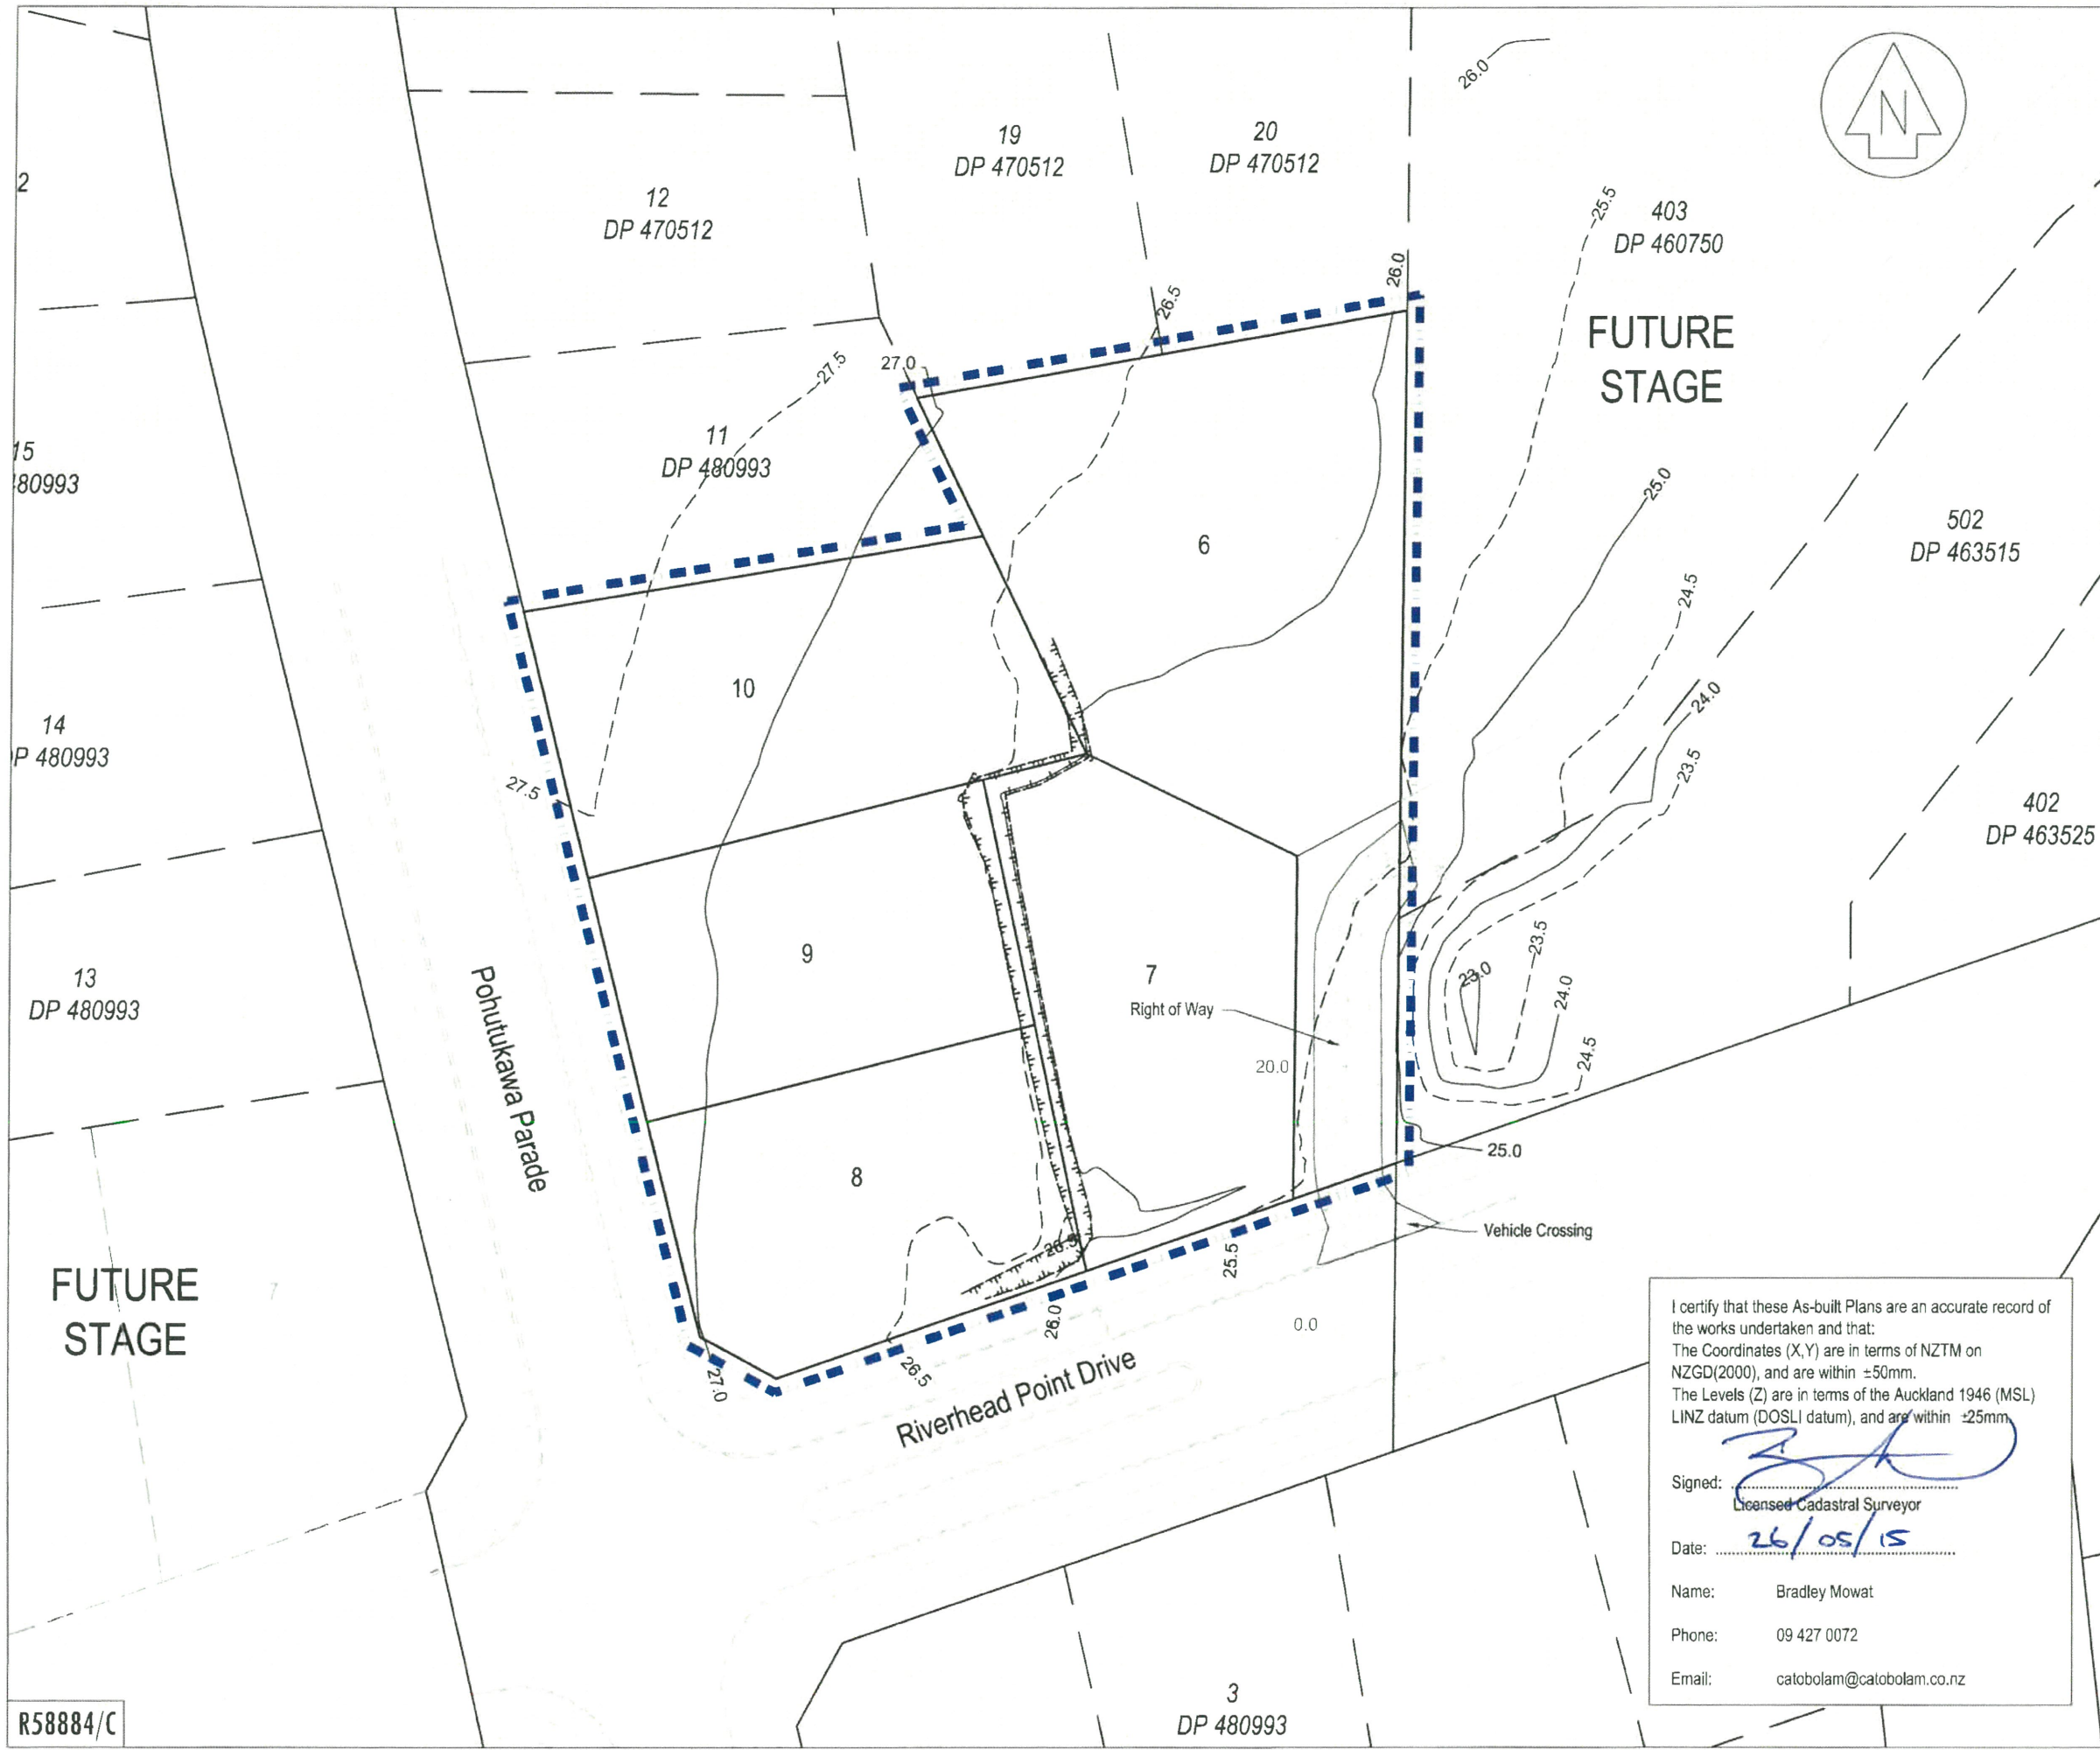 N
26.0
19
DP 470512
20
DP 470512
2
12
DP 470512
25.5
403
DP 460750
26.0
26.5
FUTURE
STAGE
27.5
27.0
11
DP 480993
15
480993
25.0
502
DP 463515
6
24.5
10
24.0
14
DP 480993
23.5
27.5
402
DP 463525
9
23.5
13
DP 480993
7
23.0
24.0
Right of Way
Pohutukawa Parade
20.0
24.5
25.0
8
Vehicle Crossing
26.5
25.5
FUTURE
STAGE
26.0
0.0
27.0
26.5
Riverhead Point Drive
I certify that these As-built Plans are an accurate record of
the works undertaken and that:
The Coordinates (X,Y) are in terms of NZTM on
NZGD(2000), and are within ±50mm.
The Levels (Z) are in terms of the Auckland 1946 (MSL)
LINZ datum (DOSLI datum), and are within ±25mm.
Signed:
Licensed Cadastral Surveyor
Date: 26/05/15
Name: Bradley Mowat
Phone: 09 427 0072
Email: catobolam@catobolam.co.nz
3
DP 480993
R58884/C